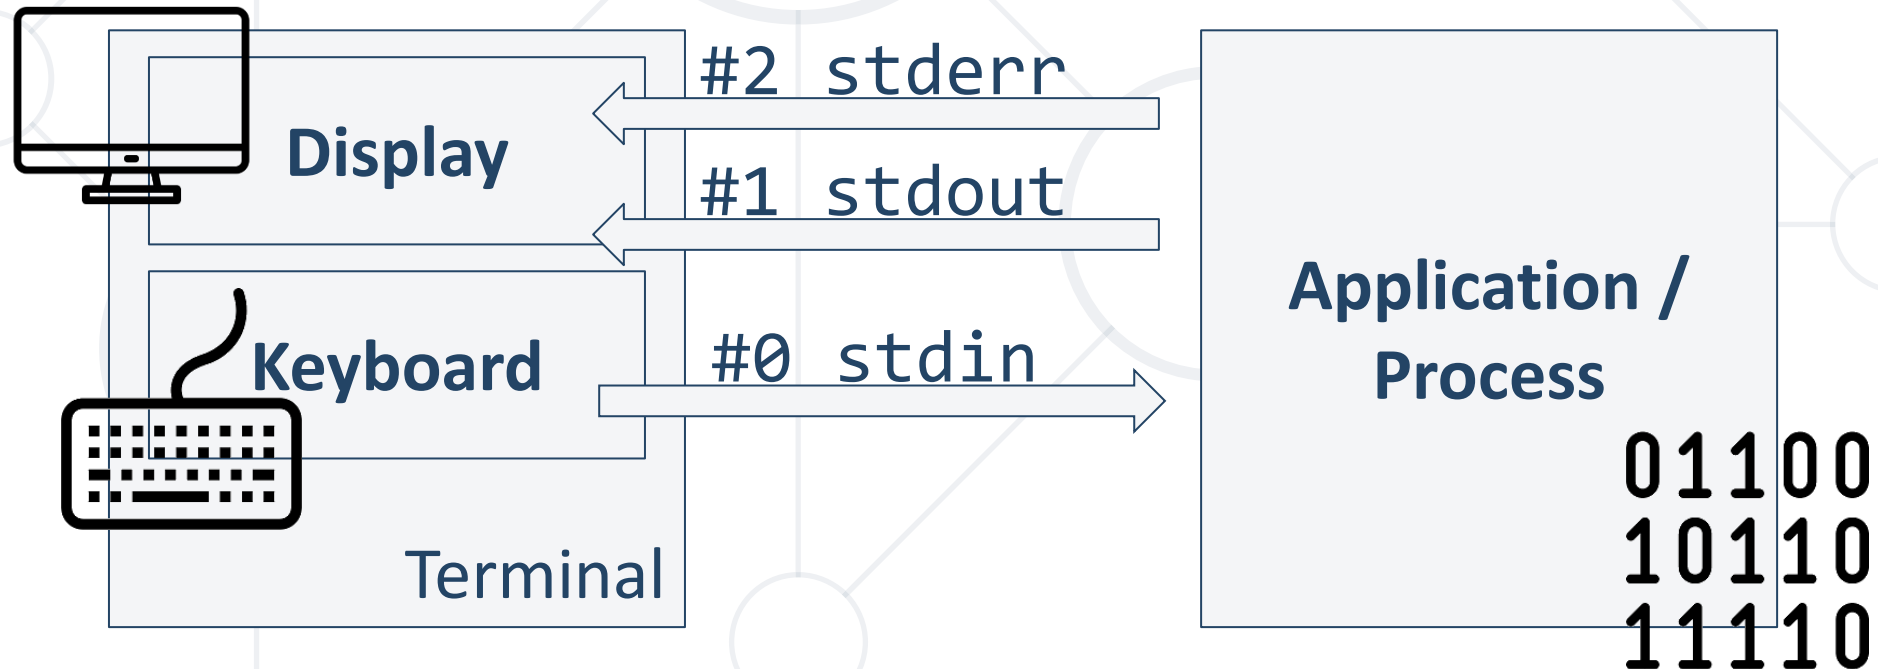 #2 stderr
Display
#1 stdout
Keyboard
#0 stdin
Terminal
Application /
Process
01100
10110
11110